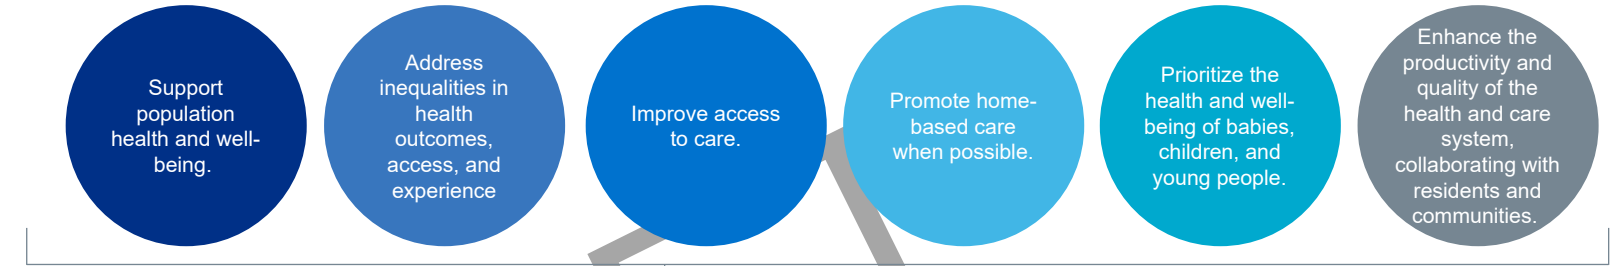 Support
population
health and well-
being.
Address
inequalities in
health
outcomes,
access, and
experience
Improve access
to care.
Promote home-
based care
when possible.
Prioritize the
health and well-
being of babies,
children, and
young people.
Enhance the
productivity and
quality of the
health and care
system,
collaborating with
residents and
communities.